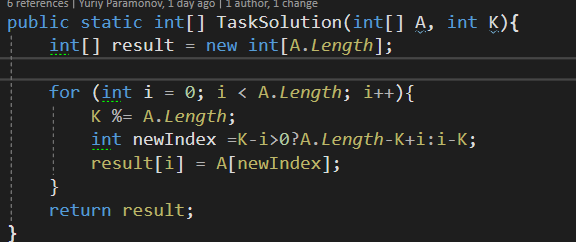 6 references | Yuriy Paramonov, 1 day ago | 1 author, 1 change
public static int[] TaskSolution(int[] A, int K){
int[] result = new int[A.Length];
for (int i = 0; i < A.Length; i++){
K %= A.Length;
int newIndex =K-i>0?A.Length-K+i:i-K;
result[i] = A[newIndex];
}
return result;
}